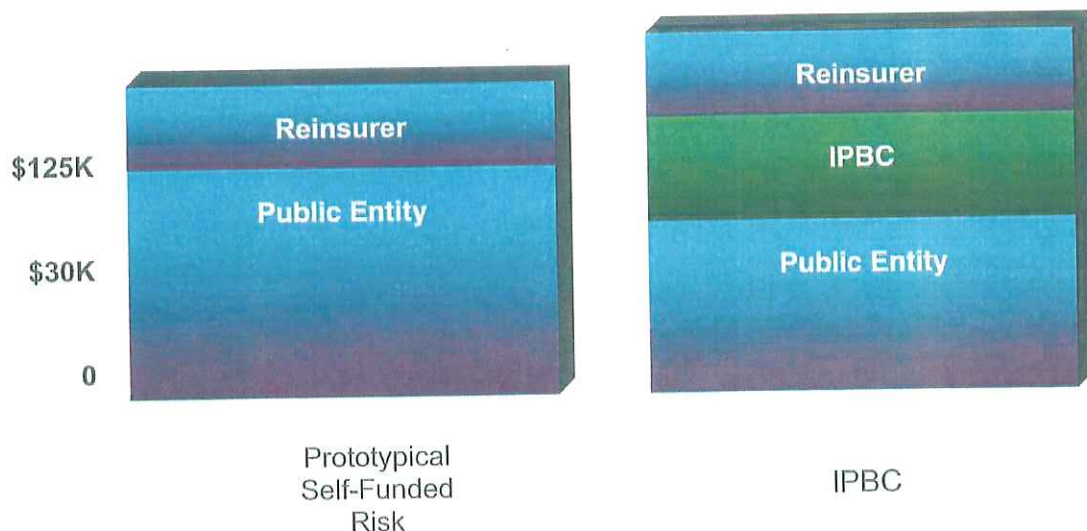 Reinsurer
$125K
Public Entity
$30K
0
Prototypical
Self-Funded
Risk
Reinsurer
IPBC
Public Entity
IPBC